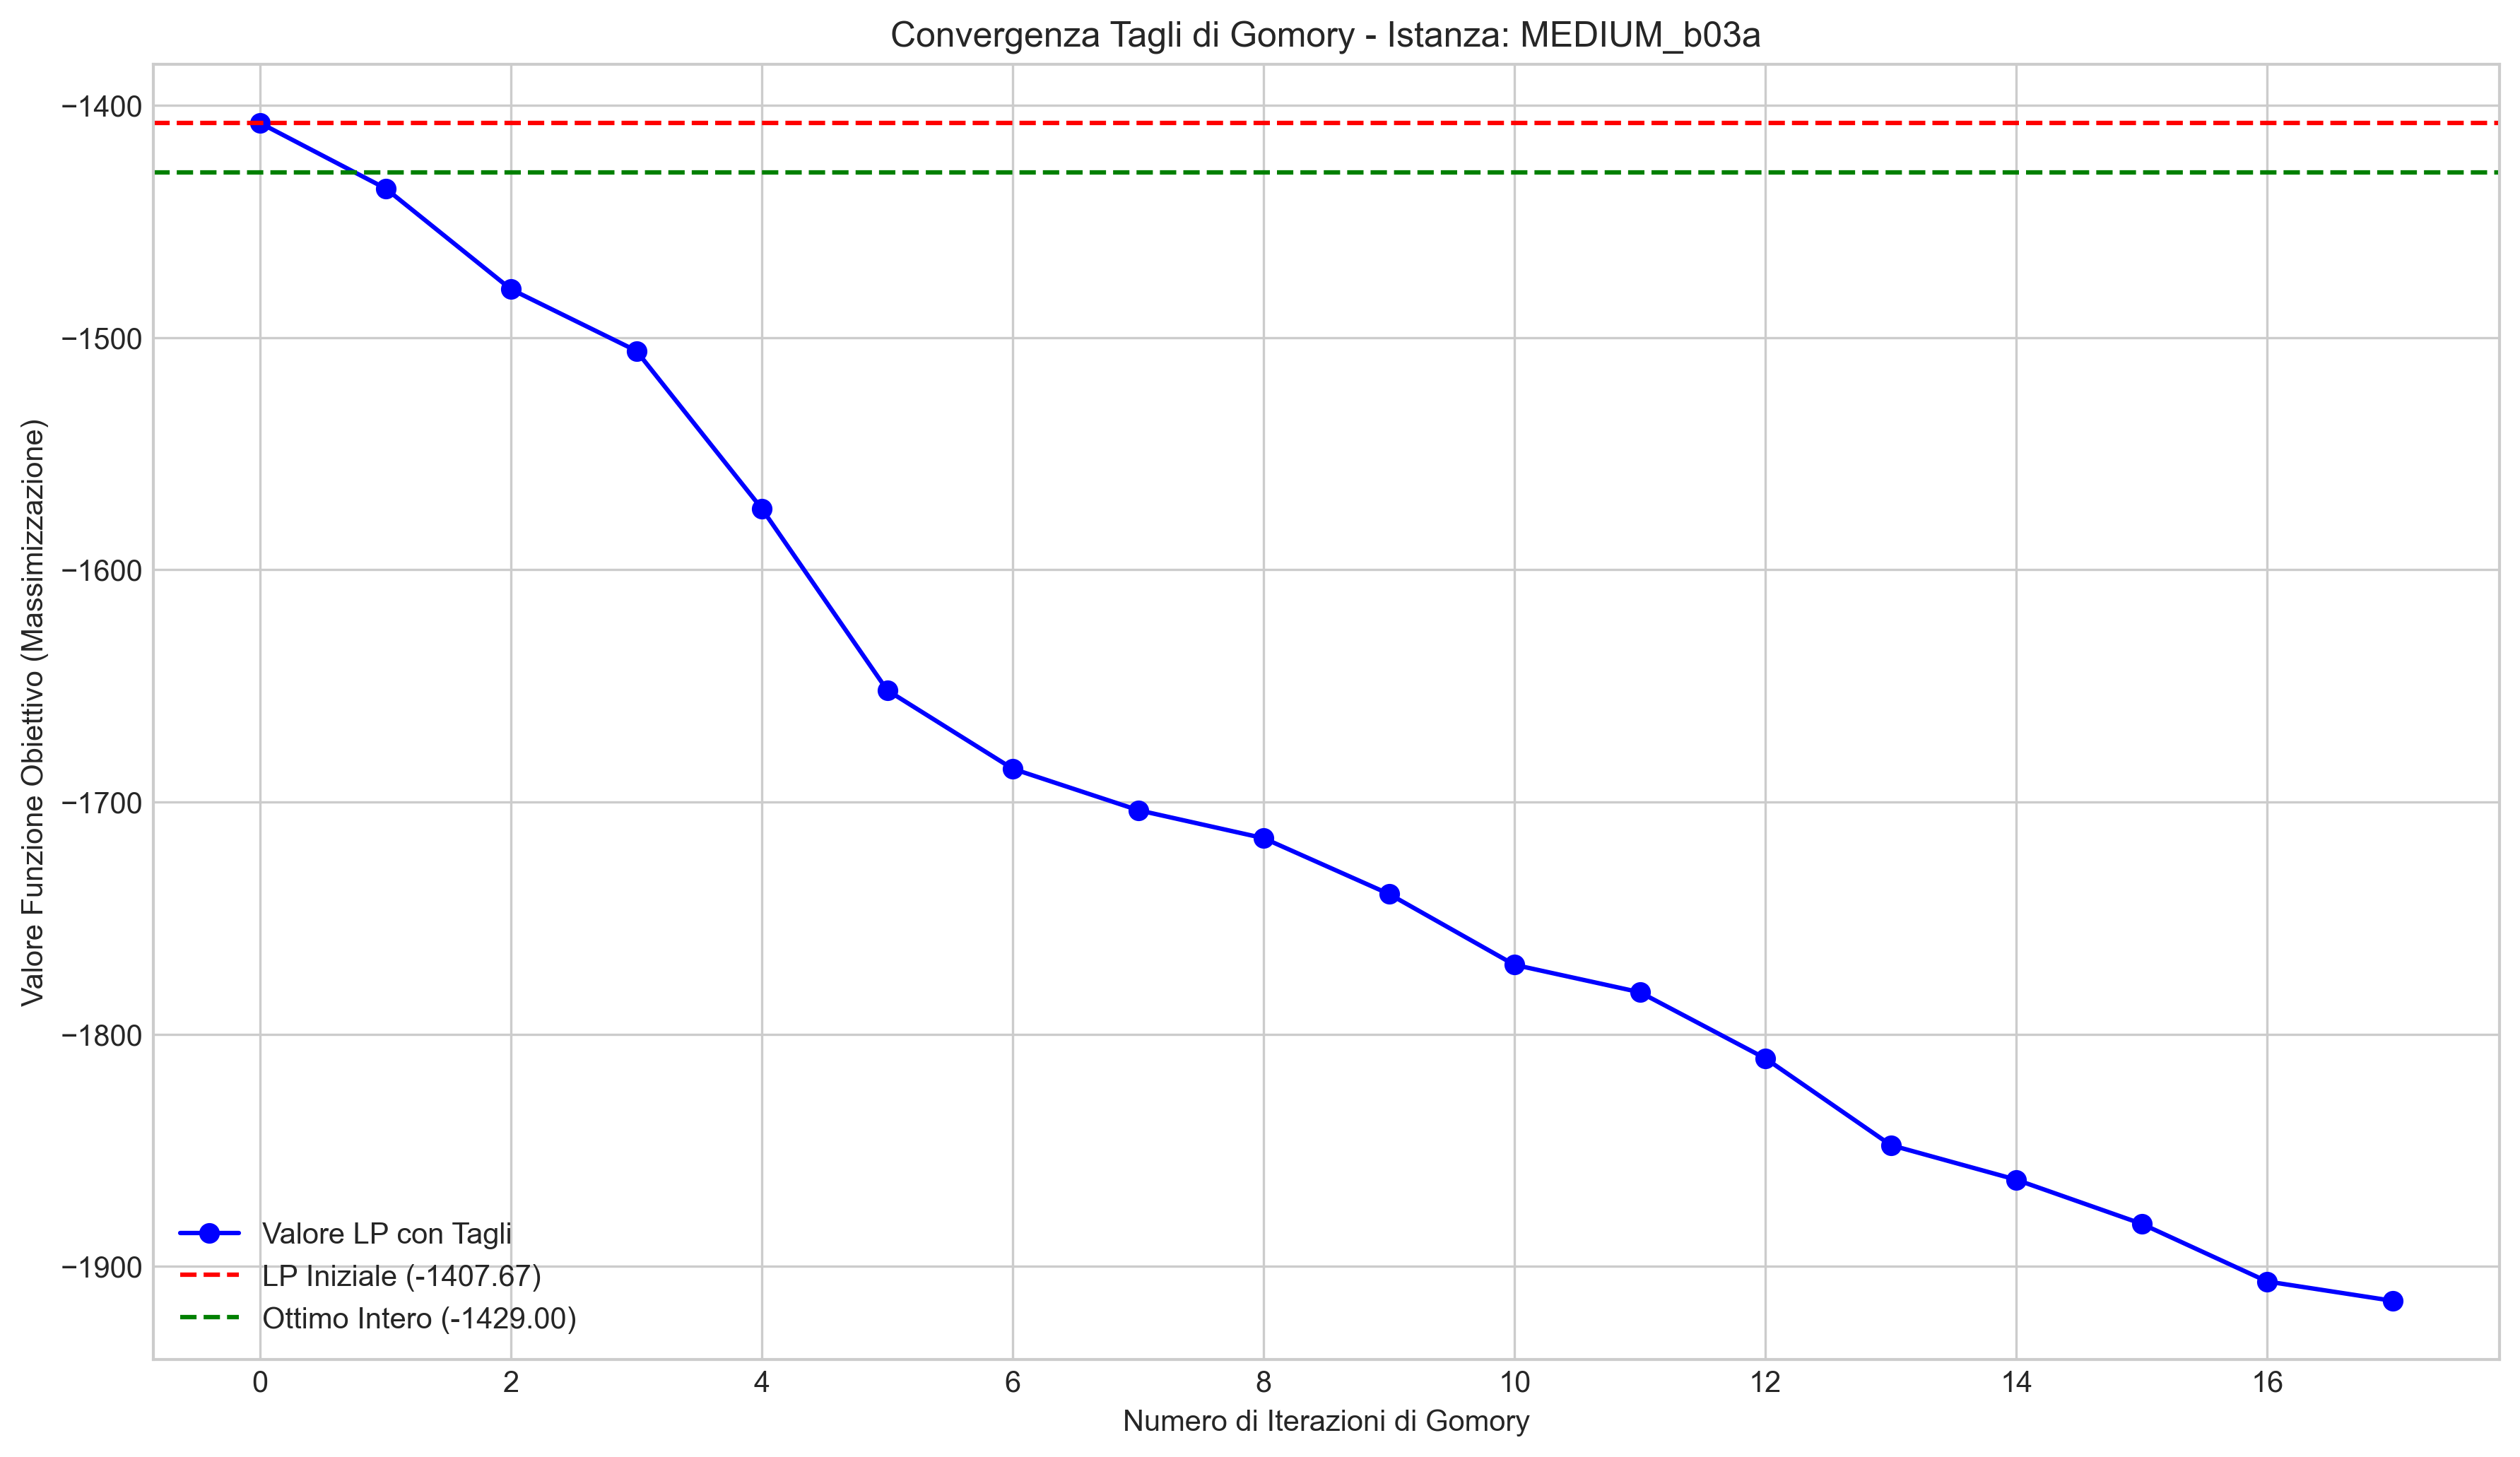 Convergenza Tagli di Gomory - Istanza: MEDIUM_b03a
Valore Funzione Obiettivo (Massimizzazione)
−1400
−1500
−1600
−1700
−1800
−1900
Valore LP con Tagli
LP Iniziale (-1407.67)
Ottimo Intero (-1429.00)
0 2 4 6 8 10 12 14 16
Numero di Iterazioni di Gomory